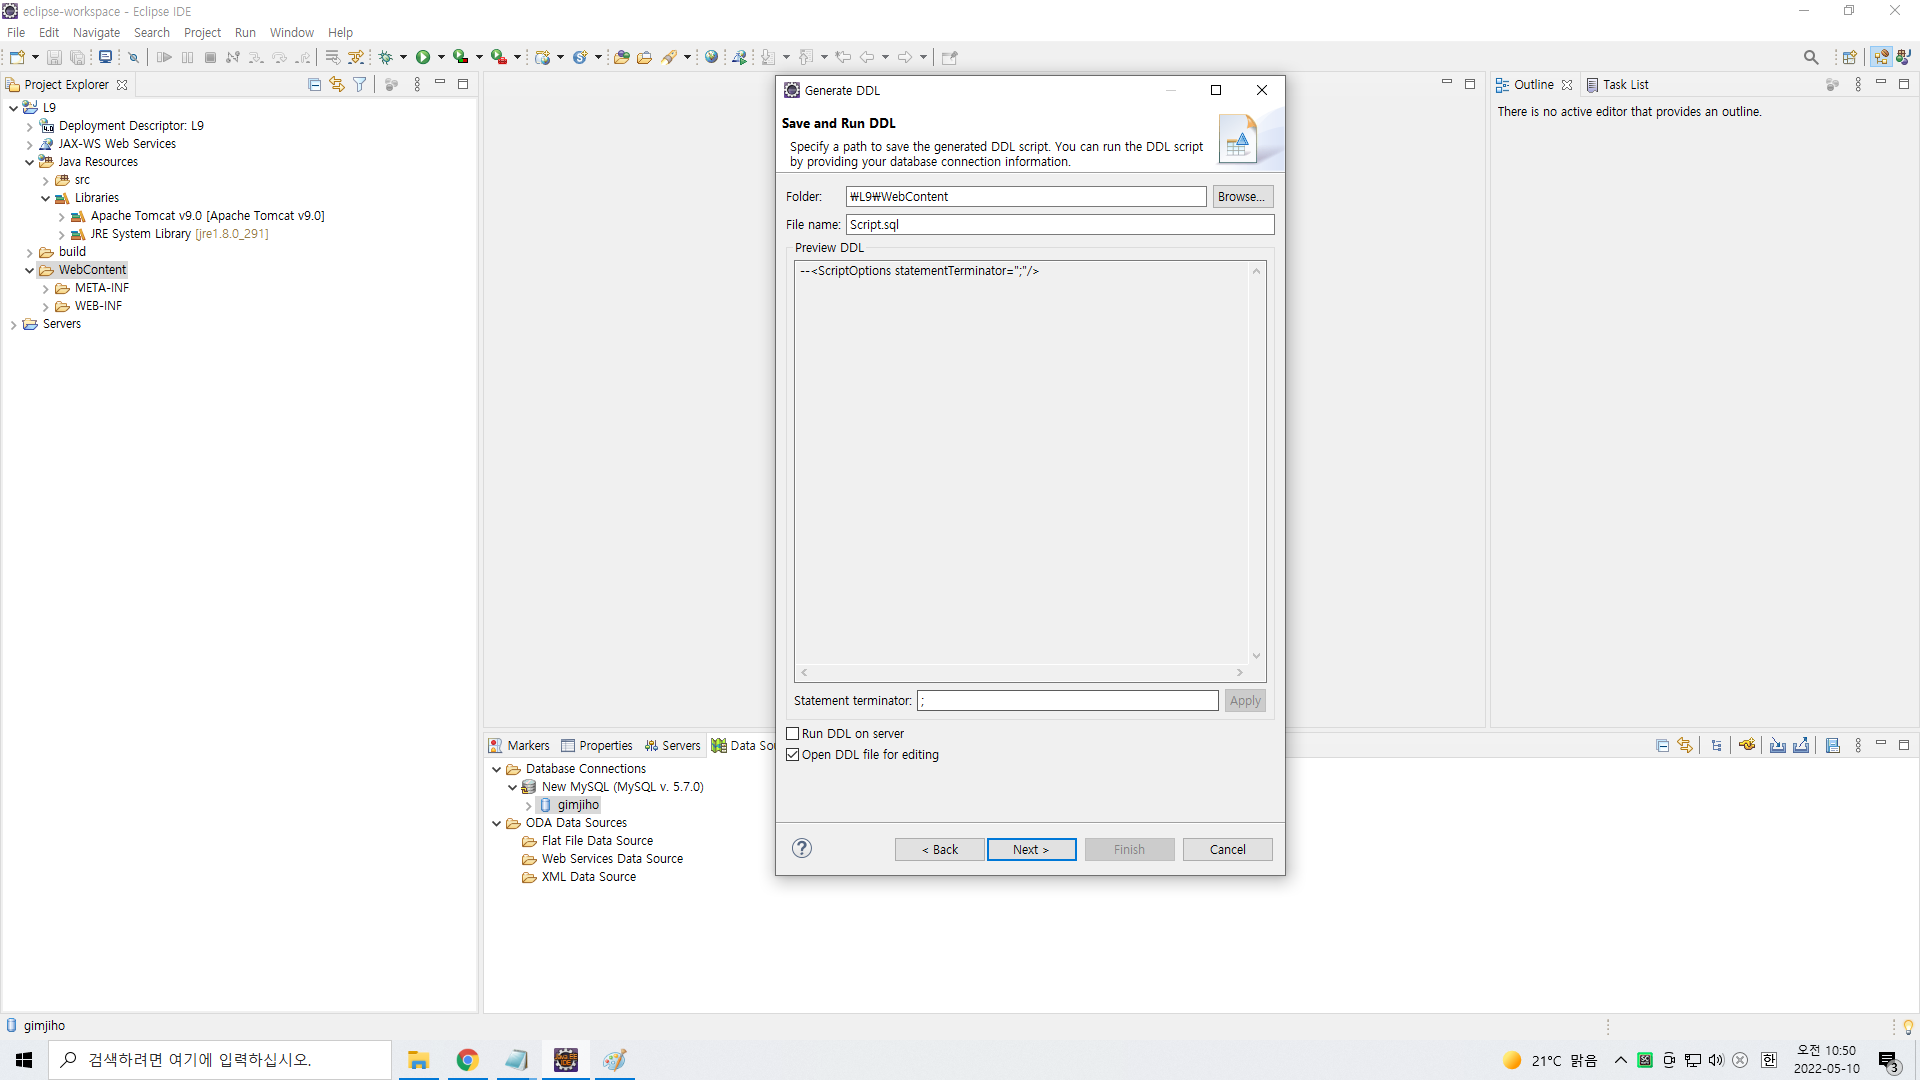 eclipse-workspace - Eclipse IDE
File Edit Navigate Search Project Run Window Help
Project Explorer
L9
Deployment Descriptor: L9
JAX-WS Web Services
Java Resources
src
Libraries
Apache Tomcat v9.0 [Apache Tomcat v9.0]
JRE System Library [jre1.8.0_291]
build
WebContent
META-INF
WEB-INF
Servers
Generate DDL
Save and Run DDL
Specify a path to save the generated DDL script. You can run the DDL script
by providing your database connection information.
Folder: ₩L9₩WebContent Browse...
File name: Script.sql
Preview DDL
--<ScriptOptions statementTerminator=";"/>
Statement terminator: ; Apply
Run DDL on server
Open DDL file for editing
< Back Next > Finish Cancel
Outline Task List
There is no active editor that provides an outline.
Markers Properties Servers Data Sou
Database Connections
New MySQL (MySQL v. 5.7.0)
gimjiho
ODA Data Sources
Flat File Data Source
Web Services Data Source
XML Data Source
gimjiho
검색하려면 여기에 입력하십시오.
21°C 맑음
한
오전 10:50
2022-05-10
3